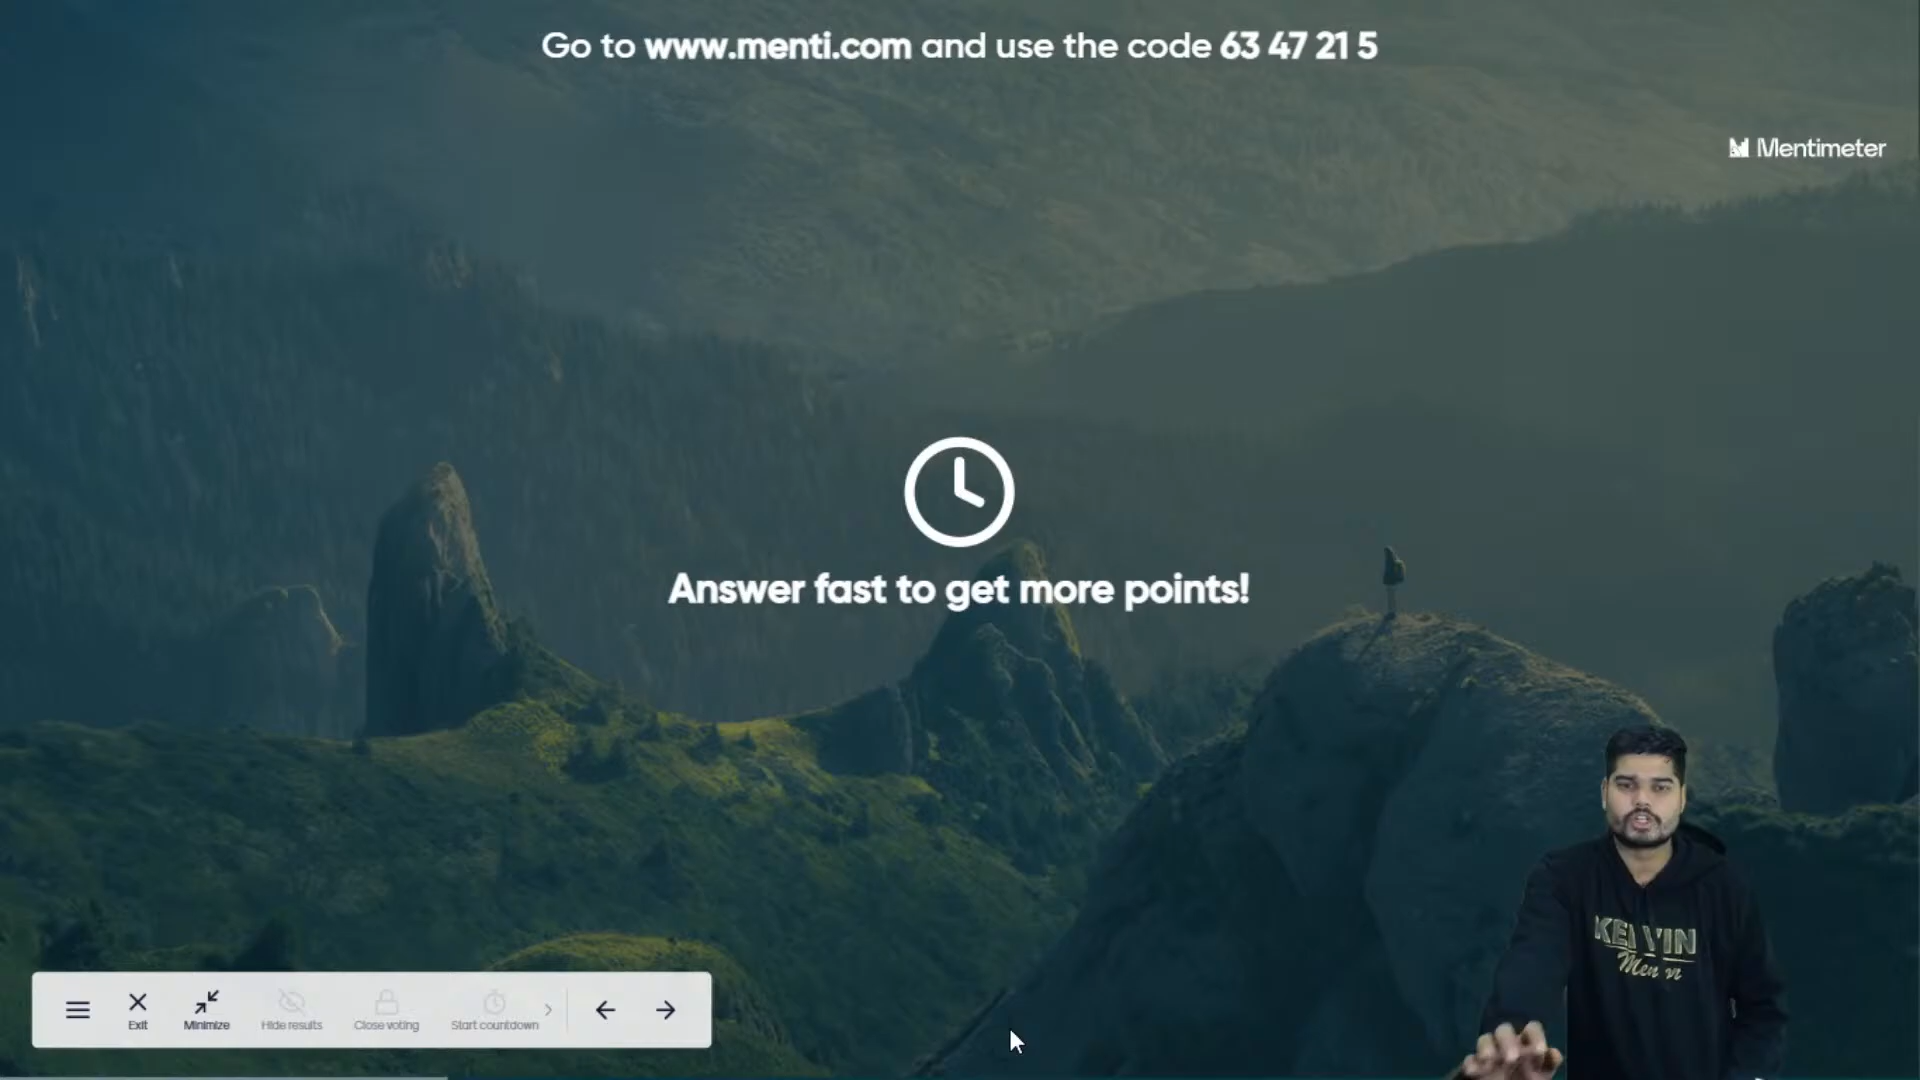 Go to www.menti.com and use the code 63 47 21 5
Mentimeter
Answer fast to get more points!
KELVIN
Exit
Minimize
Hide results
Close voting
Start countdown